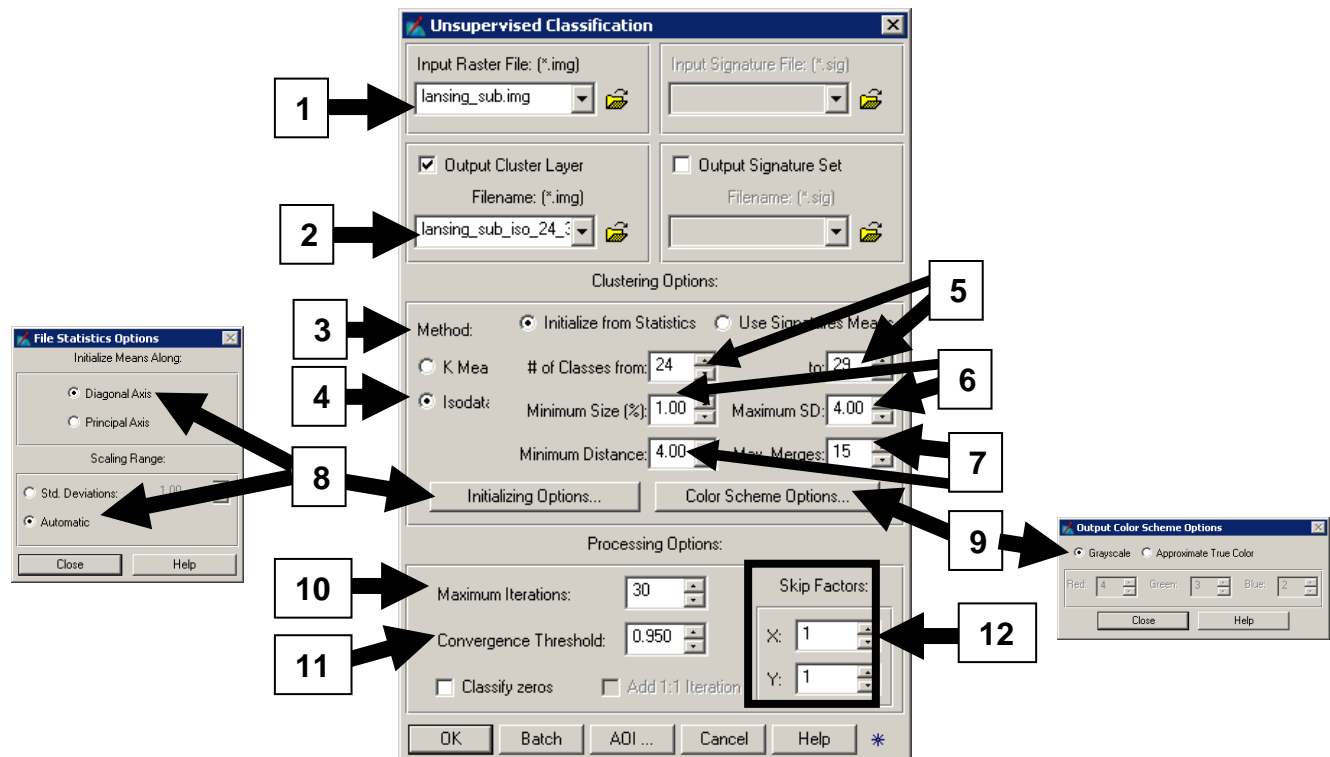 Unsupervised Classification
Input Raster File: (*.img)
Input Signature File: (*.sig)
lansing_sub.img
1
Output Cluster Layer
Output Signature Set
Filename: (*.img)
Filename: (*.sig)
lansing_sub_iso_24_3
2
Clustering Options:
5
3
Method:
Initialize from Statistics
Use Signatures Means
K Mea
# of Classes from: 24
to: 29
4
Isodata
Minimum Size (%): 1.00
Maximum SD: 4.00
6
Minimum Distance: 4.00
Max. Merges: 15
7
8
Initializing Options...
Color Scheme Options...
9
File Statistics Options
Initialize Means Along:
Diagonal Axis
Principal Axis
Scaling Range:
Std. Deviations: 1.00
Automatic
Close
Help
Output Color Scheme Options
Grayscale
Approximate True Color
Red: 4
Green: 3
Blue: 2
Close
Help
Processing Options:
10
Maximum Iterations: 30
Skip Factors:
11
Convergence Threshold: 0.950
X: 1
12
Y: 1
Classify zeros
Add 1:1 Iteration
OK
Batch
AOI ...
Cancel
Help